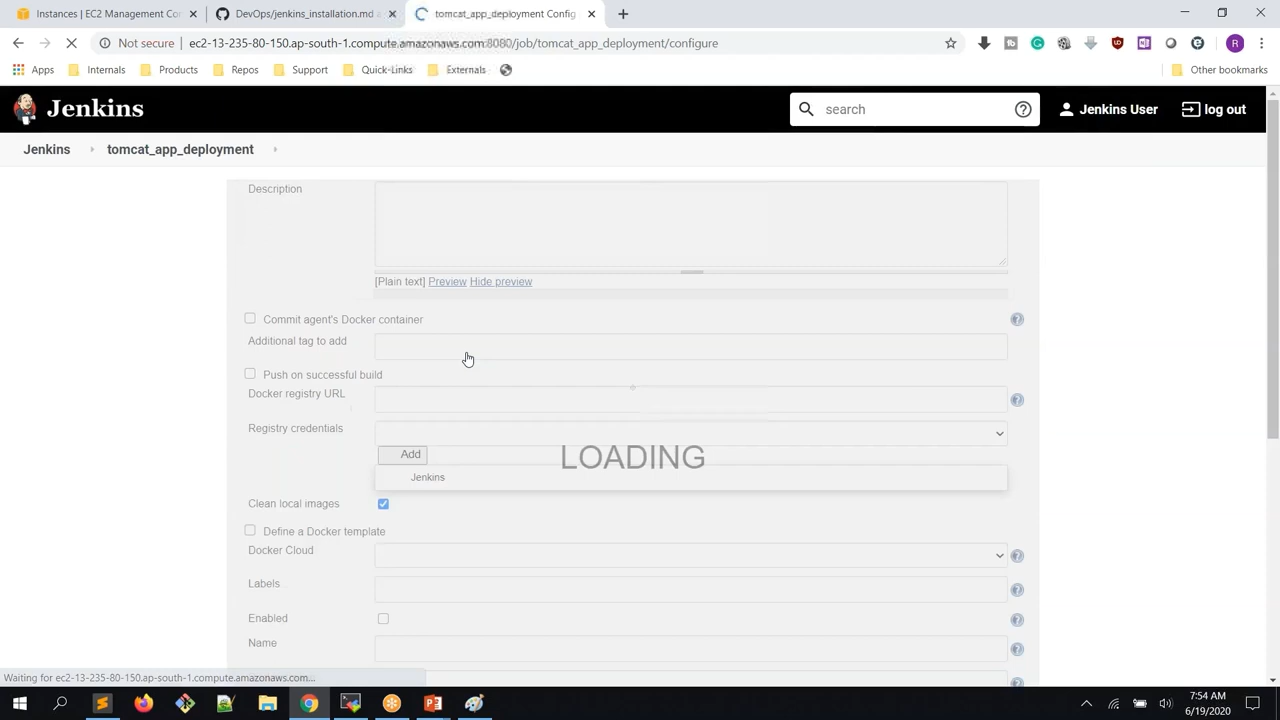 Instances | EC2 Management Con
DevOps/jenkins_installation.md a
tomcat_app_deployment Config
Not secure | ec2-13-235-80-150.ap-south-1.compute.amazonaws.com:8080/job/tomcat_app_deployment/configure
Apps Internals Products Repos Support Quick-Links Externals Other bookmarks
Jenkins search Jenkins User log out
Jenkins tomcat_app_deployment
Description
[Plain text] Preview Hide preview
Commit agent's Docker container
Additional tag to add
Push on successful build
Docker registry URL
Registry credentials
Add
LOADING
Jenkins
Clean local images
Define a Docker template
Docker Cloud
Labels
Enabled
Name
Waiting for ec2-13-235-80-150.ap-south-1.compute.amazonaws.com...
7:54 AM
6/19/2020